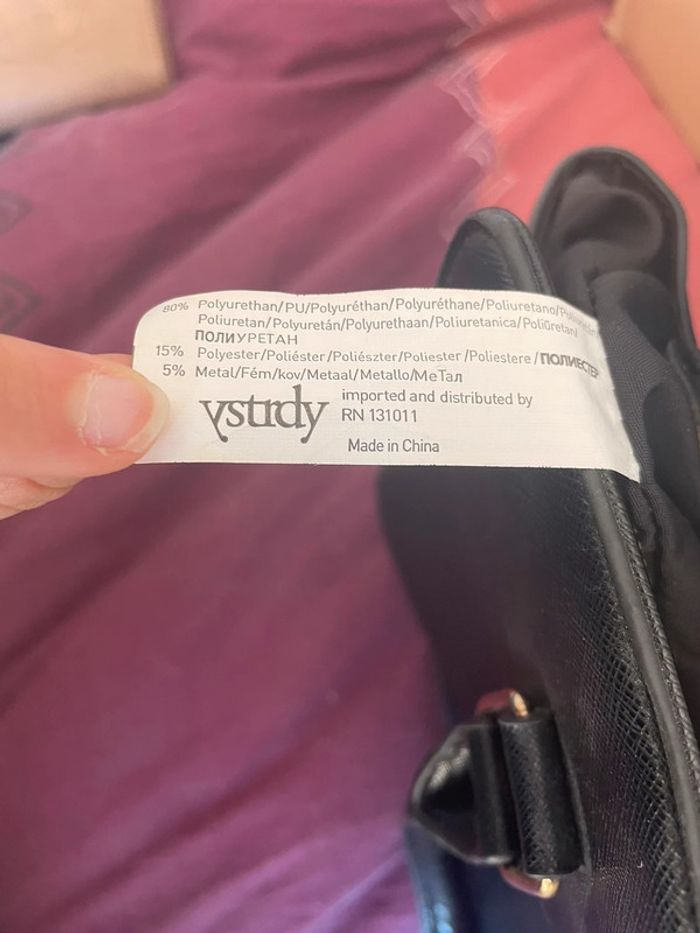 80% Polyurethan/PU/Polyuréthan/Polyuréthane/Poliuretano/
Poliuretan/Polyuretán/Polyurethaan/Poliuretanica/Poliūretan/
ПОЛИУРЕТАН
15% Polyester/Poliéster/Poliészter/Poliester/Poliestere/ПОЛИЕСТЕР
5% Metal/Fém/kov/Metaal/Metallo/МеТал
ystrdy
imported and distributed by
RN 131011
Made in China